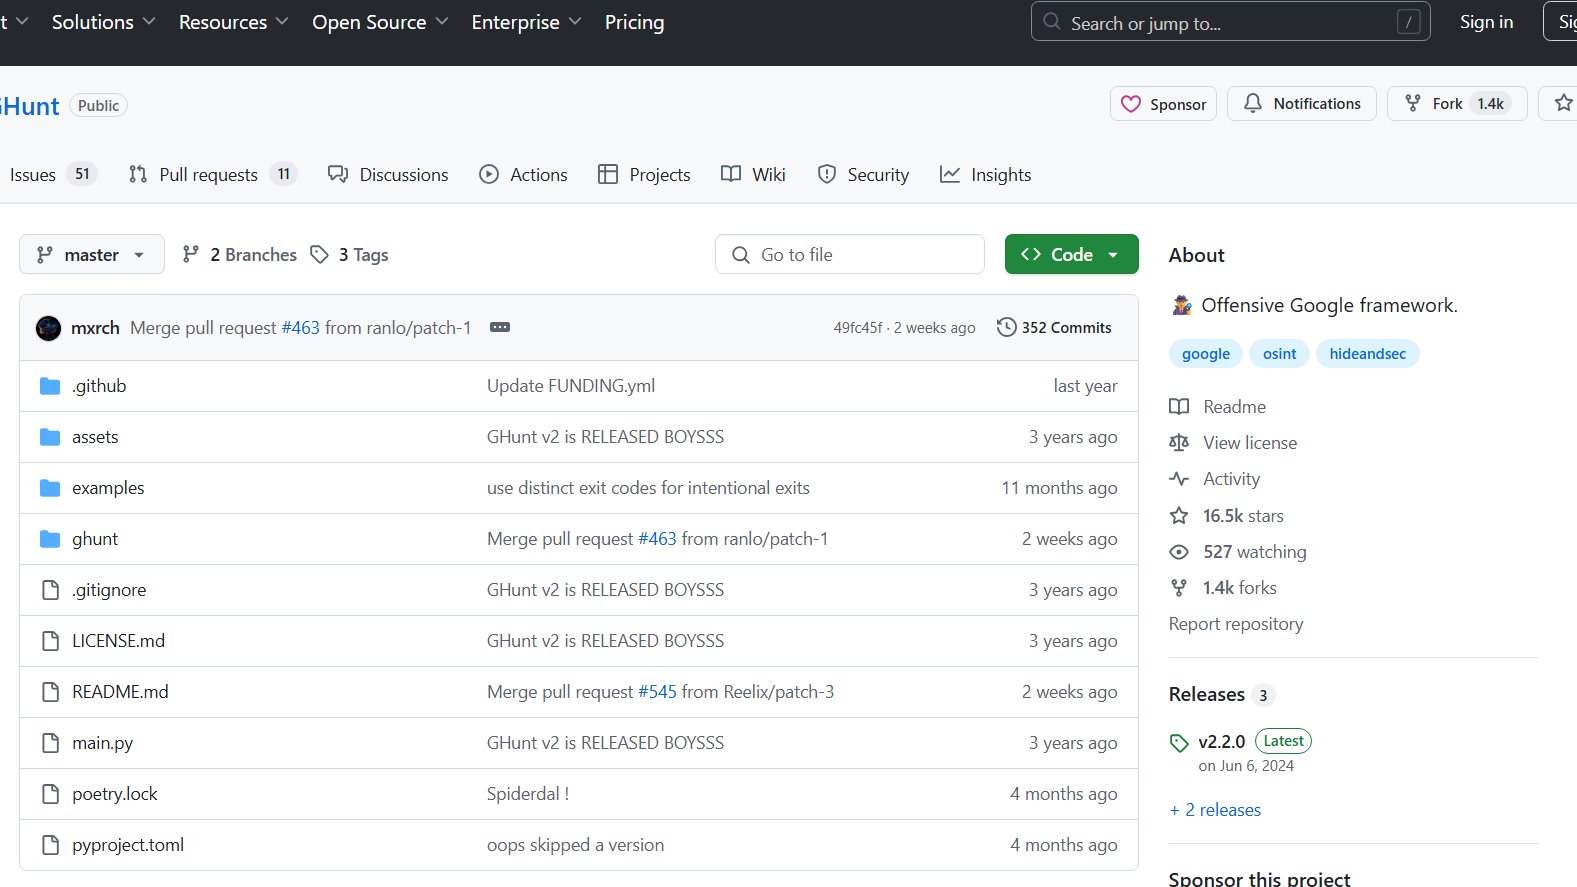 t Solutions Resources Open Source Enterprise Pricing Search or jump to... / Sign in Sig
GHunt Public Sponsor Notifications Fork 1.4k
Issues 51 Pull requests 11 Discussions Actions Projects Wiki Security Insights
master 2 Branches 3 Tags Go to file Code
mxrch Merge pull request #463 from ranlo/patch-1 49fc45f · 2 weeks ago 352 Commits
.github Update FUNDING.yml last year
assets GHunt v2 is RELEASED BOYSSS 3 years ago
examples use distinct exit codes for intentional exits 11 months ago
ghunt Merge pull request #463 from ranlo/patch-1 2 weeks ago
.gitignore GHunt v2 is RELEASED BOYSSS 3 years ago
LICENSE.md GHunt v2 is RELEASED BOYSSS 3 years ago
README.md Merge pull request #545 from Reelix/patch-3 2 weeks ago
main.py GHunt v2 is RELEASED BOYSSS 3 years ago
poetry.lock Spiderdal ! 4 months ago
pyproject.toml oops skipped a version 4 months ago
About
Offensive Google framework.
google osint hideandsec
Readme
View license
Activity
16.5k stars
527 watching
1.4k forks
Report repository
Releases 3
v2.2.0 Latest
on Jun 6, 2024
+ 2 releases
Sponsor this project